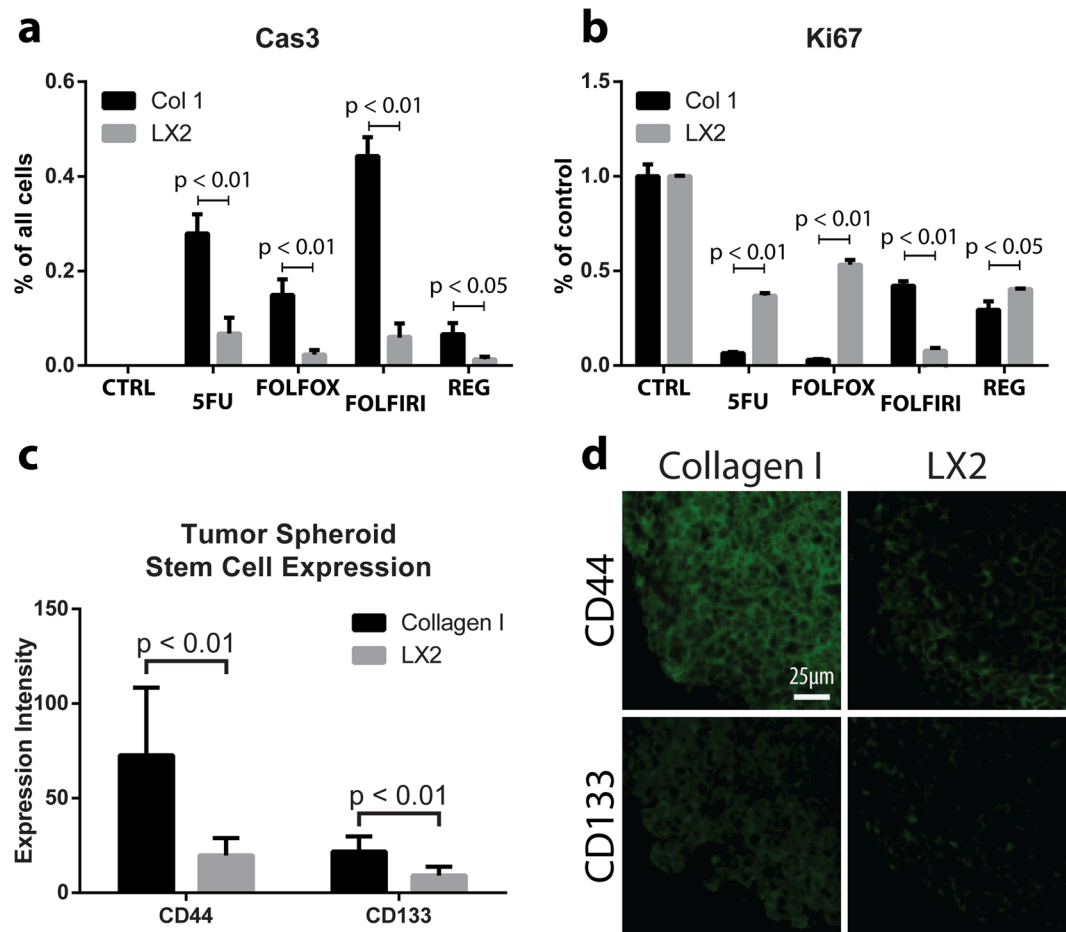 a
Cas3
% of all cells
0.6
0.4
0.2
0.0
Col 1
LX2
p < 0.01
p < 0.01
p < 0.01
p < 0.05
CTRL
5FU
FOLFOX
FOLFIRI
REG
b
Ki67
% of control
1.5
1.0
0.5
0.0
Col 1
LX2
p < 0.01
p < 0.01
p < 0.01
p < 0.05
CTRL
5FU
FOLFOX
FOLFIRI
REG
c
Tumor Spheroid
Stem Cell Expression
Expression Intensity
150
100
50
0
Collagen I
LX2
p < 0.01
p < 0.01
CD44
CD133
d
Collagen I
LX2
CD44
25μm
CD133